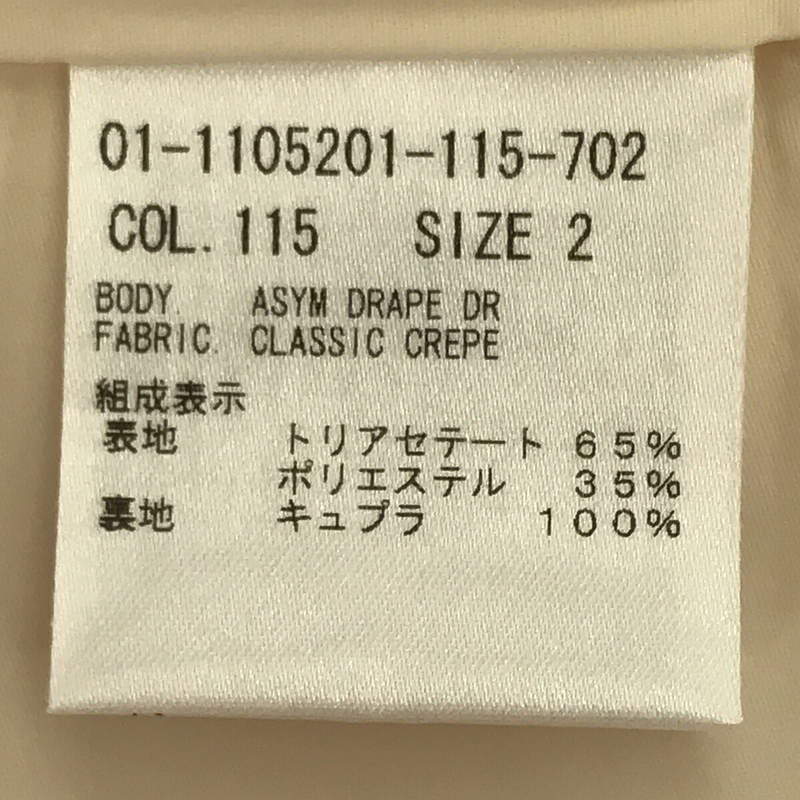 01-1105201-115-702
COL. 115 SIZE 2
BODY. ASYM DRAPE DR
FABRIC. CLASSIC CREPE
組成表示
表地 トリアセテート 65%
ポリエステル 35%
裏地 キュプラ 100%